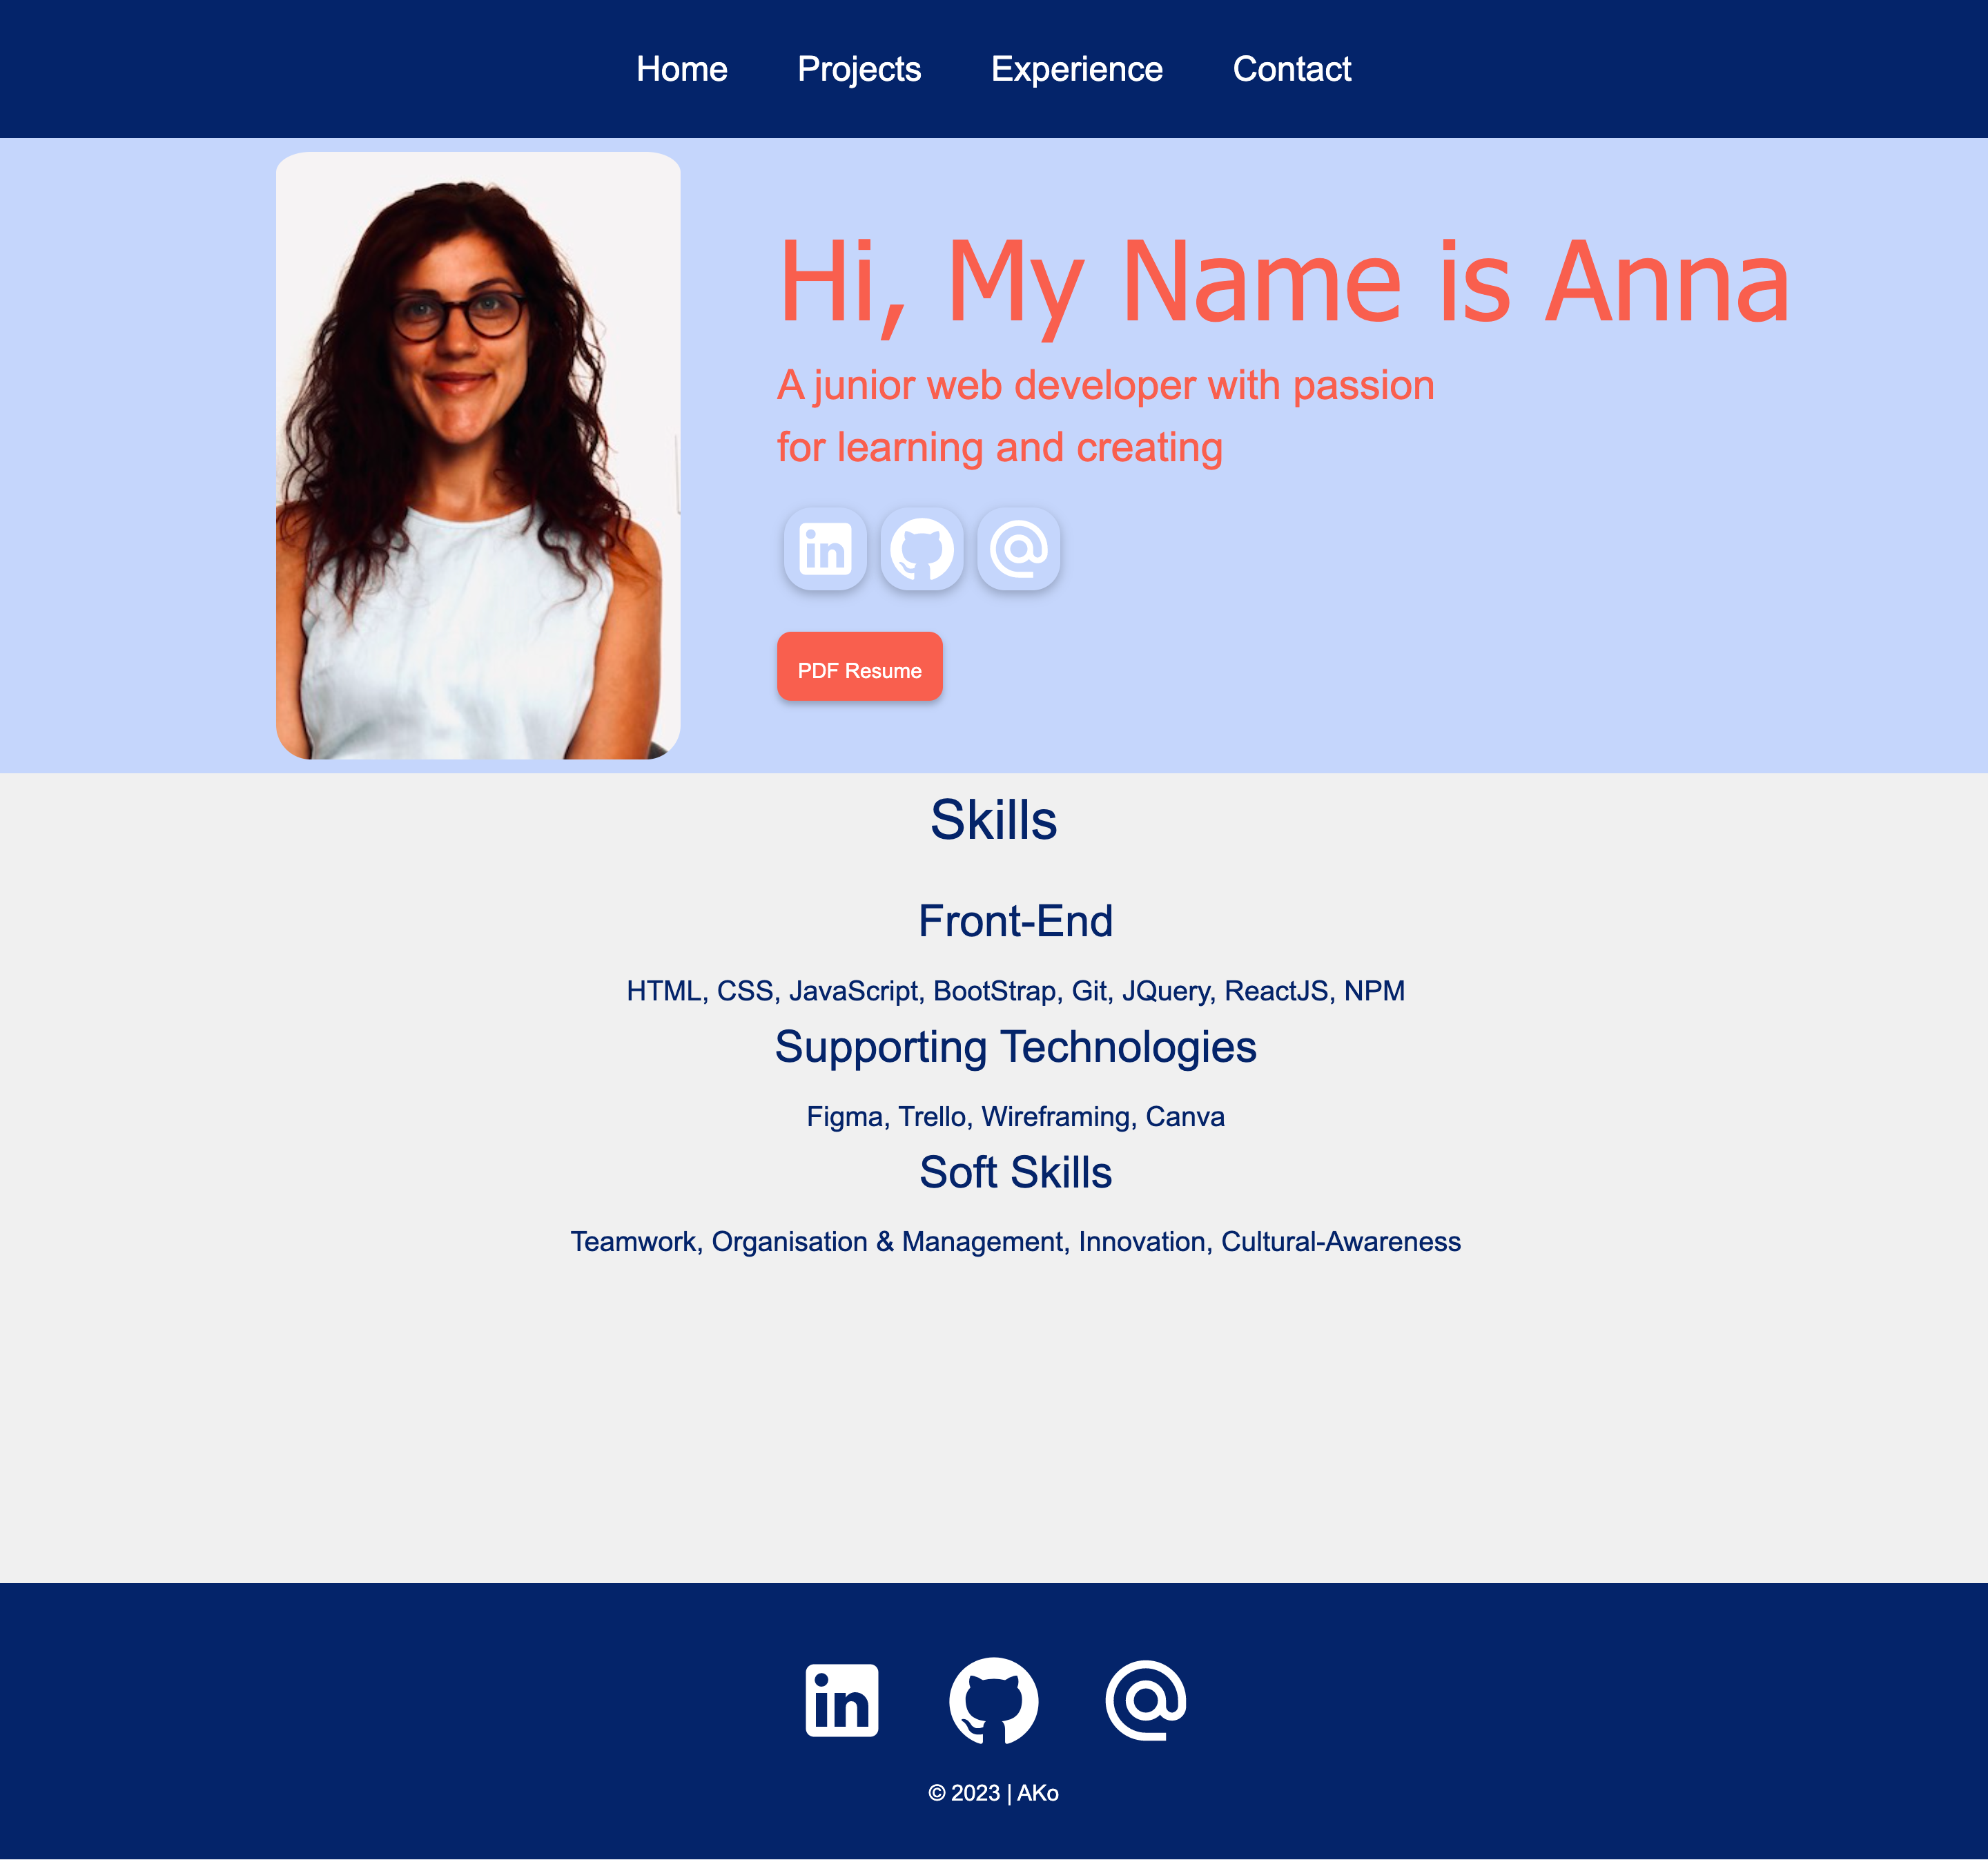 Home Projects Experience Contact
Hi, My Name is Anna
A junior web developer with passion
for learning and creating
in
PDF Resume
Skills
Front-End
HTML, CSS, JavaScript, BootStrap, Git, JQuery, ReactJS, NPM
Supporting Technologies
Figma, Trello, Wireframing, Canva
Soft Skills
Teamwork, Organisation & Management, Innovation, Cultural-Awareness
in
© 2023 | AKo